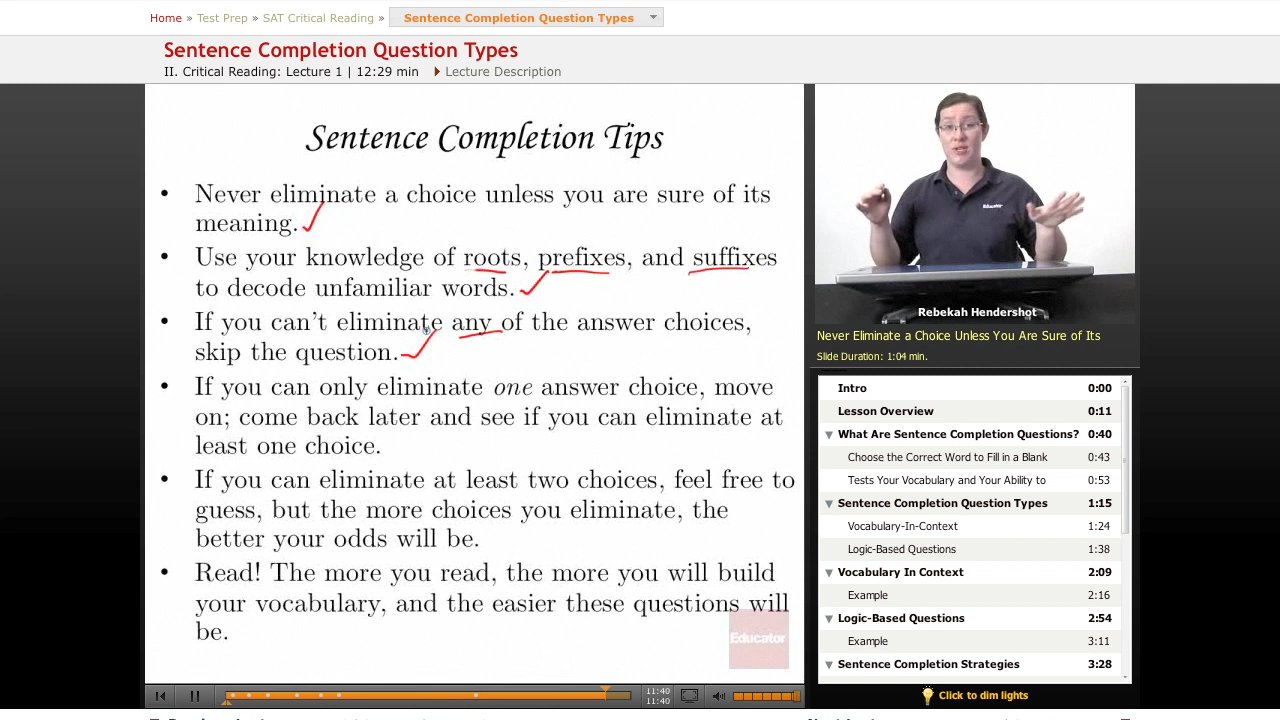 Home » Test Prep » SAT Critical Reading » Sentence Completion Question Types
Sentence Completion Question Types
II. Critical Reading: Lecture 1 | 12:29 min Lecture Description
Sentence Completion Tips
• Never eliminate a choice unless you are sure of its
meaning.
• Use your knowledge of roots, prefixes, and suffixes
to decode unfamiliar words.
• If you can't eliminate any of the answer choices,
skip the question.
• If you can only eliminate one answer choice, move
on; come back later and see if you can eliminate at
least one choice.
• If you can eliminate at least two choices, feel free to
guess, but the more choices you eliminate, the
better your odds will be.
• Read! The more you read, the more you will build
your vocabulary, and the easier these questions will
be.
Educator
11:40
11:40
Educator
Rebekah Hendershot
Never Eliminate a Choice Unless You Are Sure of Its
Slide Duration: 1:04 min.
Intro 0:00
Lesson Overview 0:11
What Are Sentence Completion Questions? 0:40
Choose the Correct Word to Fill in a Blank 0:43
Tests Your Vocabulary and Your Ability to 0:53
Sentence Completion Question Types 1:15
Vocabulary-In-Context 1:24
Logic-Based Questions 1:38
Vocabulary In Context 2:09
Example 2:16
Logic-Based Questions 2:54
Example 3:11
Sentence Completion Strategies 3:28
Click to dim lights